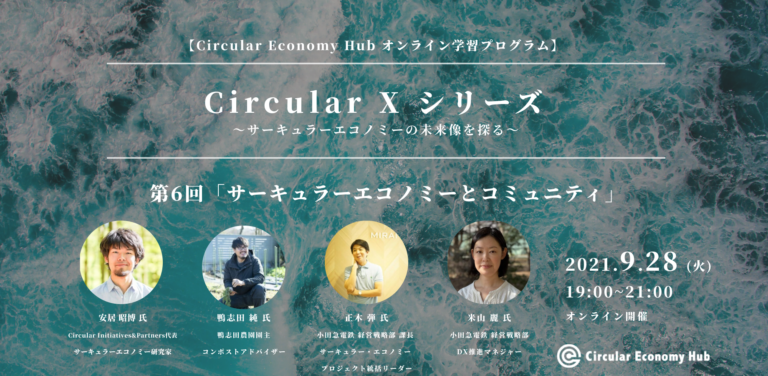 【Circular Economy Hub オンライン学習プログラム】
Circular X シリーズ
〜サーキュラーエコノミーの未来像を探る〜
第6回「サーキュラーエコノミーとコミュニティ」
安居 昭博 氏
Circular Initiatives&Partners代表
サーキュラーエコノミー研究家
鴨志田 純 氏
鴨志田農園園主
コンポストアドバイザー
正木 弾 氏
小田急電鉄 経営戦略部 課長
サーキュラー・エコノミー
プロジェクト統括リーダー
米山 麗 氏
小田急電鉄 経営戦略部
DX推進マネジャー
2021.9.28 (火)
19:00~21:00
オンライン開催
Circular Economy Hub